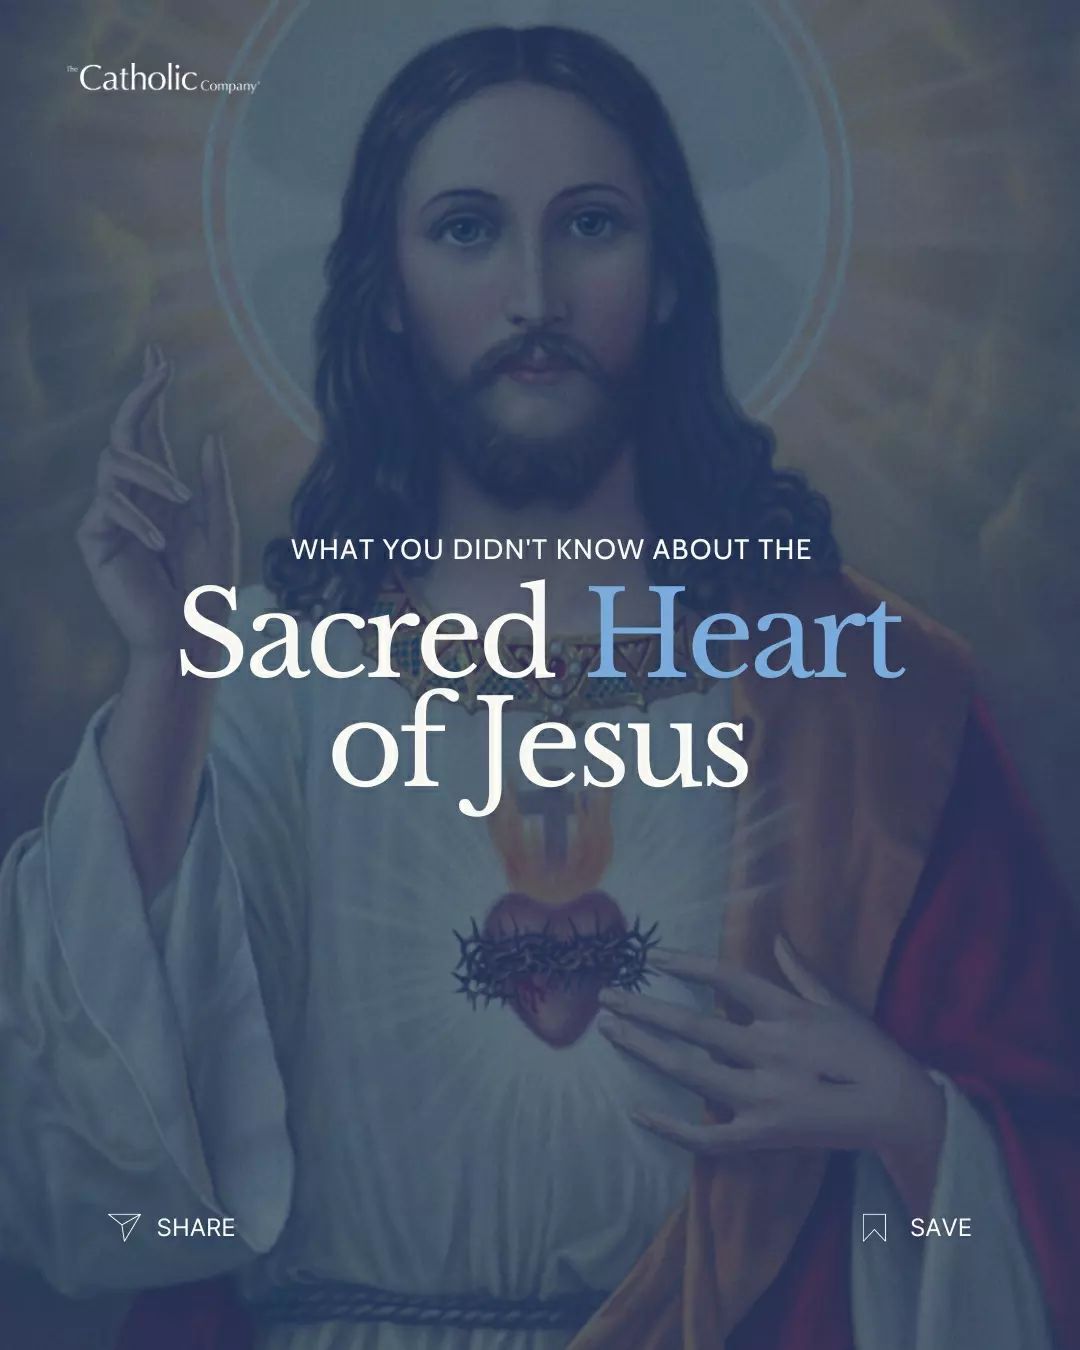 The Catholic Company
WHAT YOU DIDN'T KNOW ABOUT THE
Sacred Heart
of Jesus
SHARE
SAVE